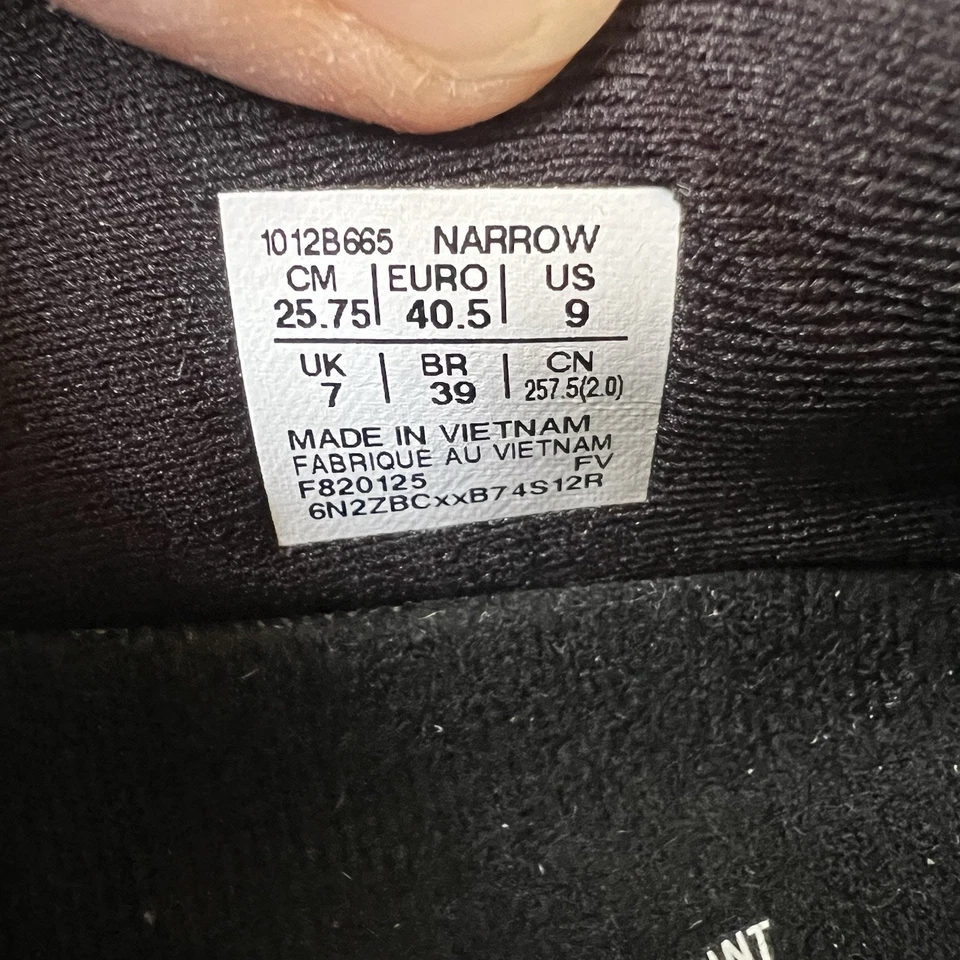 1012B665 NARROW
CM EURO US
25.75 40.5 9
UK BR CN
7 39 257.5(2.0)
MADE IN VIETNAM
FABRIQUE AU VIETNAM
F820125 FV
6N2ZBCxxB74S12R